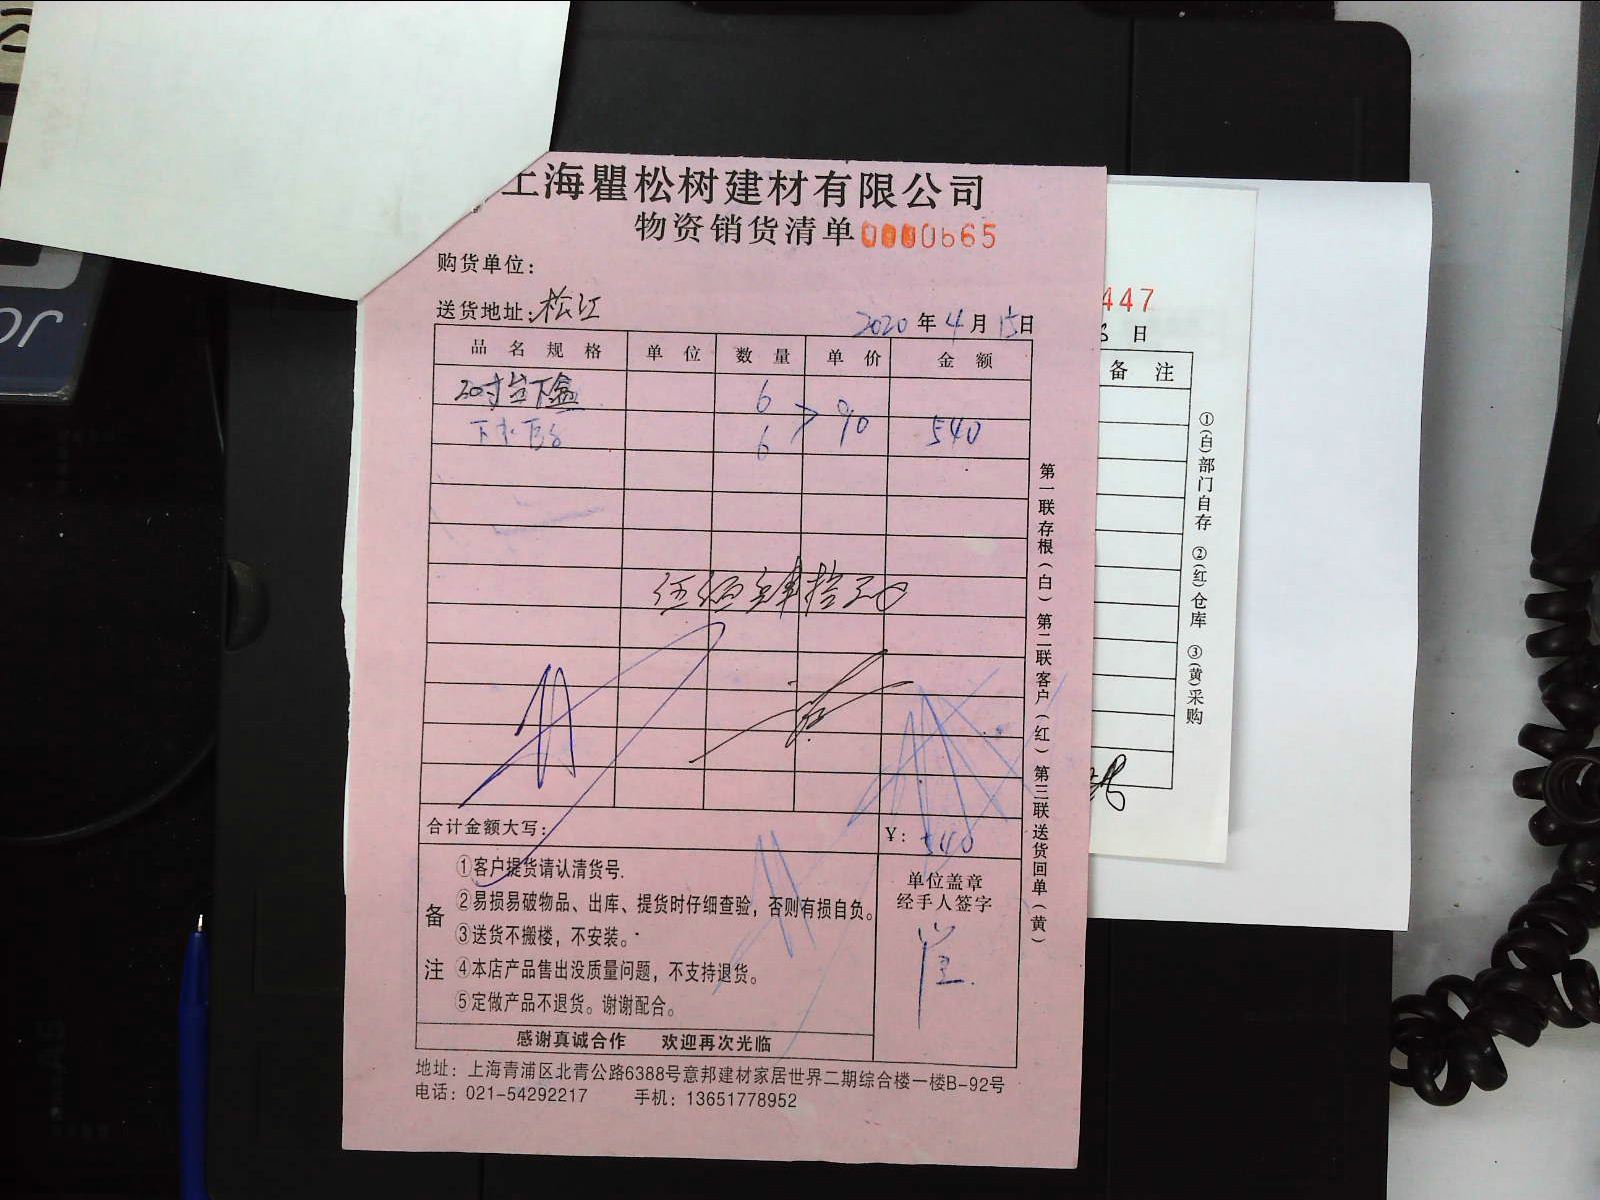 上海瞿松树建材有限公司
物资销货清单 0000665
购货单位：
送货地址：松江
2020年4月15日
品名规格 单位 数量 单价 金额
20寸台下盆 6
90 540
6
伍佰肆拾元
合计金额大写： ¥：540
备注
①客户提货请认清货号.
②易损易破物品、出库、提货时仔细查验，否则有损自负。
③送货不搬楼，不安装。
④本店产品售出没质量问题，不支持退货。
⑤定做产品不退货。谢谢配合。
单位盖章
经手人签字
感谢真诚合作 欢迎再次光临
地址：上海青浦区北青公路6388号意邦建材家居世界二期综合楼一楼B-92号
电话：021-54292217 手机：13651778952
第一联存根（白）第二联客户（红）第三联送货回单（黄）
447
日
备注
①(白)部门自存 ②(红)仓库 ③(黄)采购